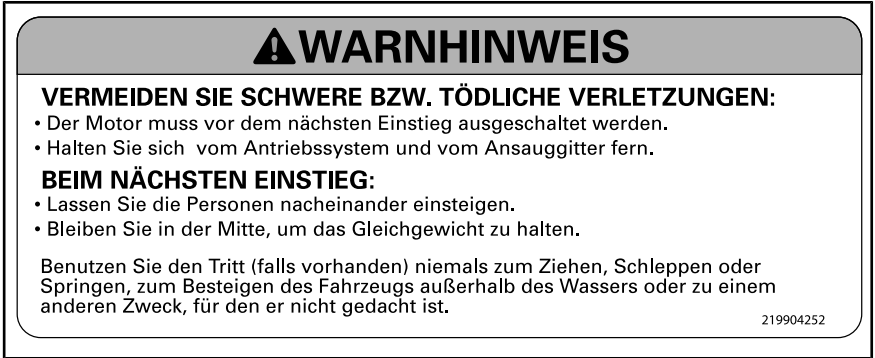 WARNHINWEIS
VERMEIDEN SIE SCHWERE BZW. TÖDLICHE VERLETZUNGEN:
• Der Motor muss vor dem nächsten Einstieg ausgeschaltet werden.
• Halten Sie sich vom Antriebssystem und vom Ansauggitter fern.
BEIM NÄCHSTEN EINSTIEG:
• Lassen Sie die Personen nacheinander einsteigen.
• Bleiben Sie in der Mitte, um das Gleichgewicht zu halten.
Benutzen Sie den Tritt (falls vorhanden) niemals zum Ziehen, Schleppen oder
Springen, zum Besteigen des Fahrzeugs außerhalb des Wassers oder zu einem
anderen Zweck, für den er nicht gedacht ist.
219904252